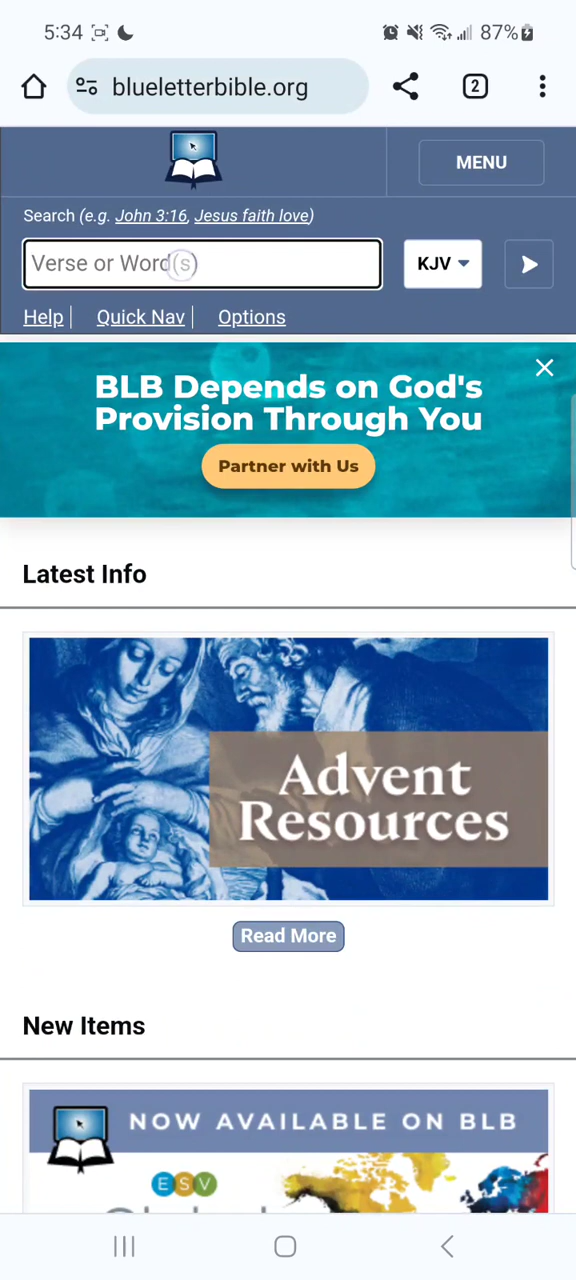 5:34
87%
blueletterbible.org
2
MENU
Search (e.g. John 3:16, Jesus faith love)
Verse or Word(s)
KJV
Help
Quick Nav
Options
BLB Depends on God's
Provision Through You
Partner with Us
Latest Info
Advent
Resources
Read More
New Items
NOW AVAILABLE ON BLB
ESV